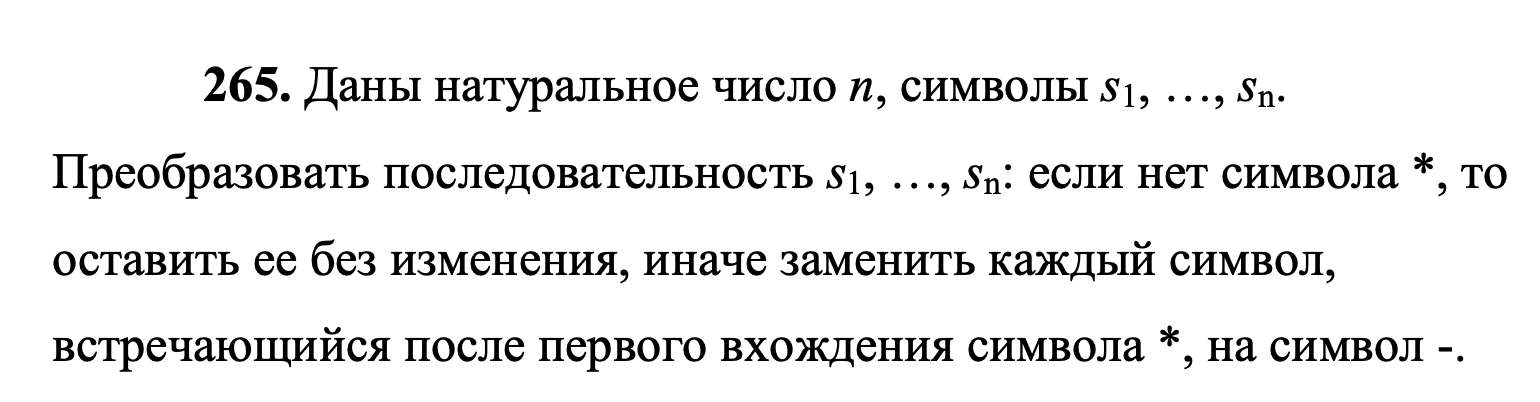 265. Даны натуральное число n, символы s1, …, sn.
Преобразовать последовательность s1, …, sn: если нет символа *, то
оставить ее без изменения, иначе заменить каждый символ,
встречающийся после первого вхождения символа *, на символ -.